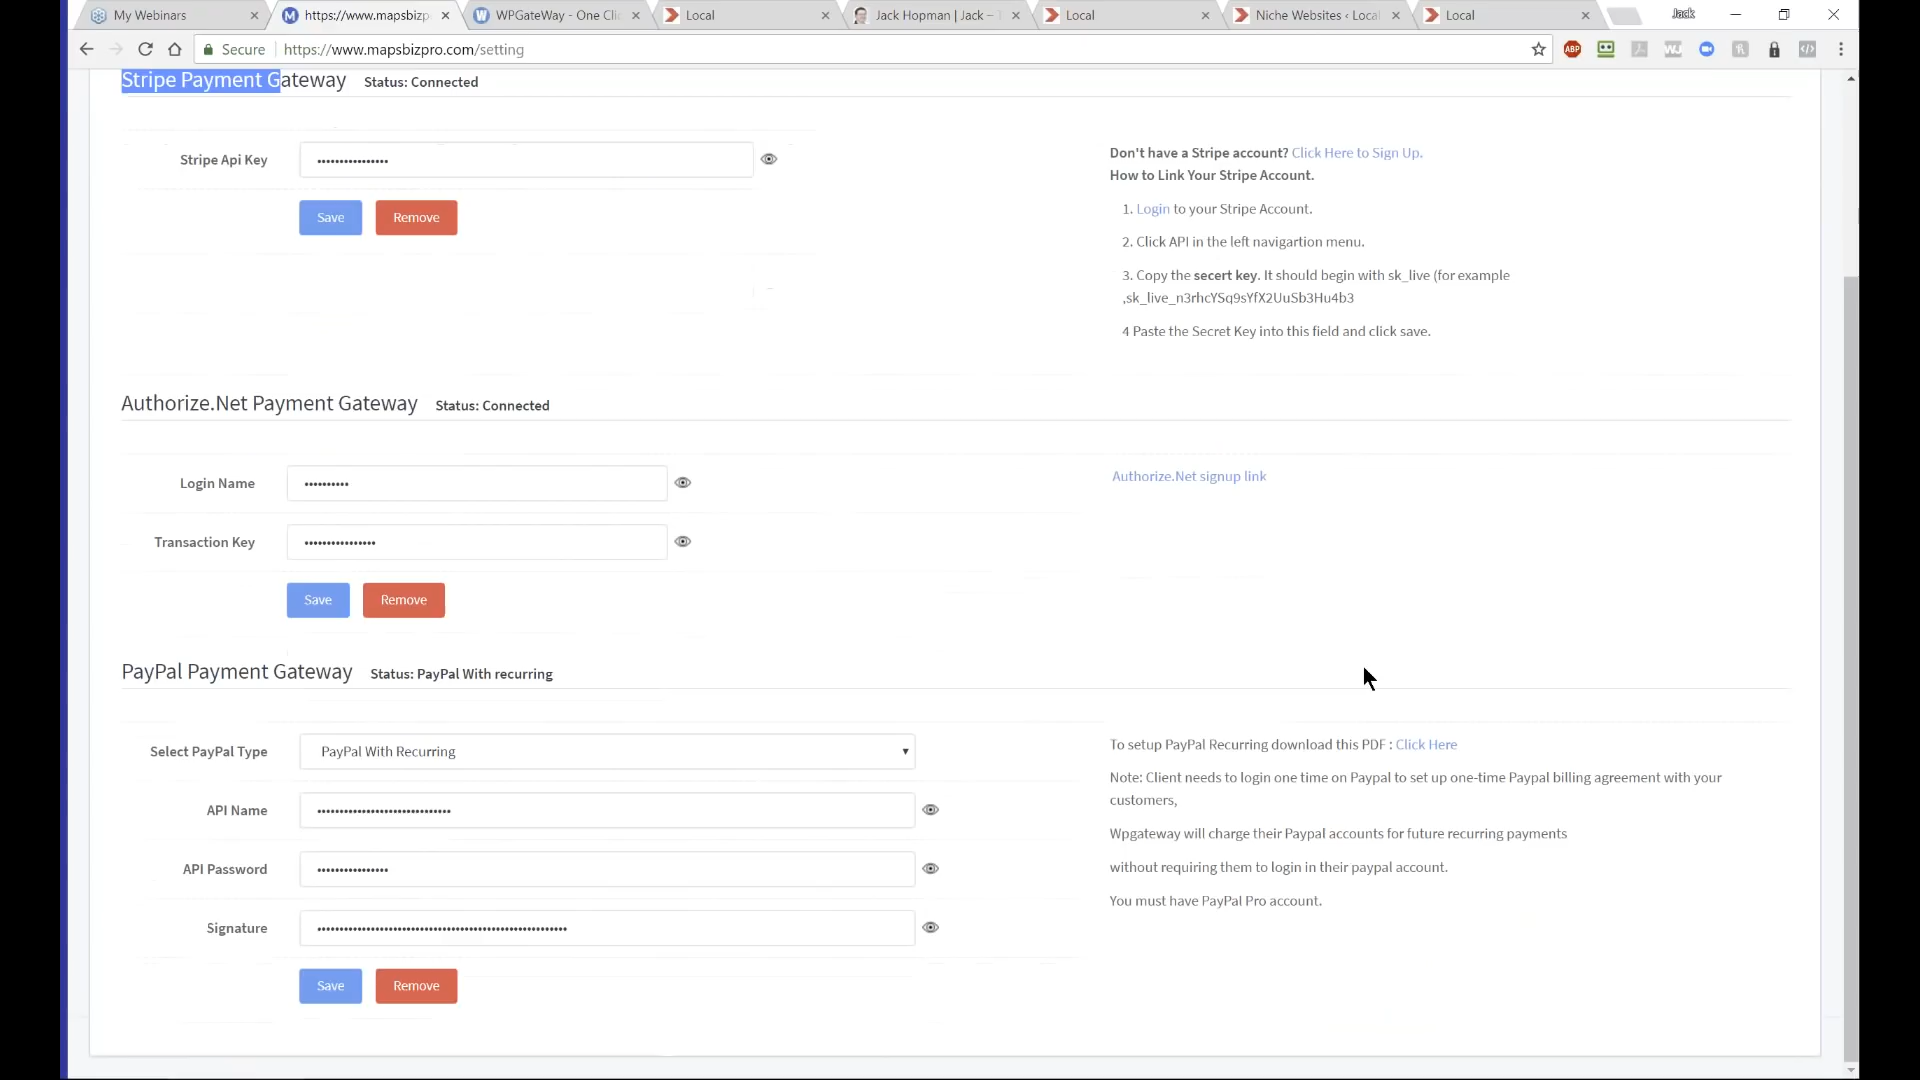 My Webinars
https://www.mapsbizp
WPGateWay - One Clic
Local
Jack Hopman | Jack – T
Local
Niche Websites ‹ Local
Local
Jack
Secure
https://www.mapsbizpro.com/setting
ABP
Stripe Payment Gateway
Status: Connected
Stripe Api Key
Save
Remove
Don't have a Stripe account? Click Here to Sign Up.
How to Link Your Stripe Account.
1. Login to your Stripe Account.
2. Click API in the left navigartion menu.
3. Copy the secert key. It should begin with sk_live (for example
,sk_live_n3rhcYSq9sYfX2UuSb3Hu4b3
4 Paste the Secret Key into this field and click save.
Authorize.Net Payment Gateway
Status: Connected
Login Name
Authorize.Net signup link
Transaction Key
Save
Remove
PayPal Payment Gateway
Status: PayPal With recurring
Select PayPal Type
PayPal With Recurring
API Name
API Password
Signature
Save
Remove
To setup PayPal Recurring download this PDF : Click Here
Note: Client needs to login one time on Paypal to set up one-time Paypal billing agreement with your
customers,
Wpgateway will charge their Paypal accounts for future recurring payments
without requiring them to login in their paypal account.
You must have PayPal Pro account.